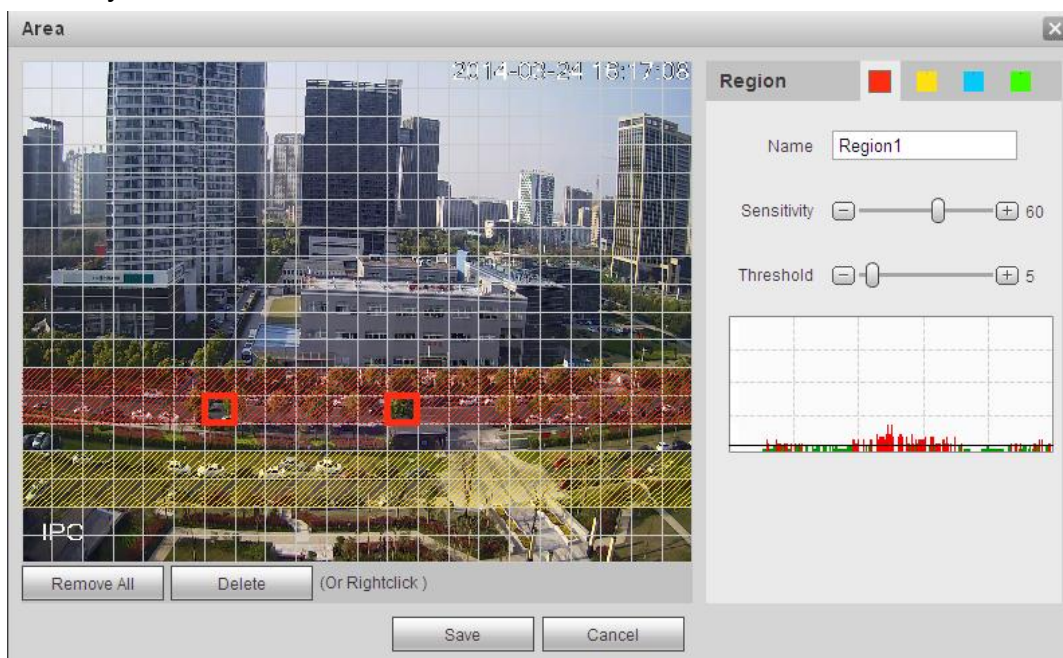 Area
2014-03-24 16:17:08
Region
Name Region1
Sensitivity 60
Threshold 5
IPC
Remove All Delete (Or Rightclick )
Save Cancel